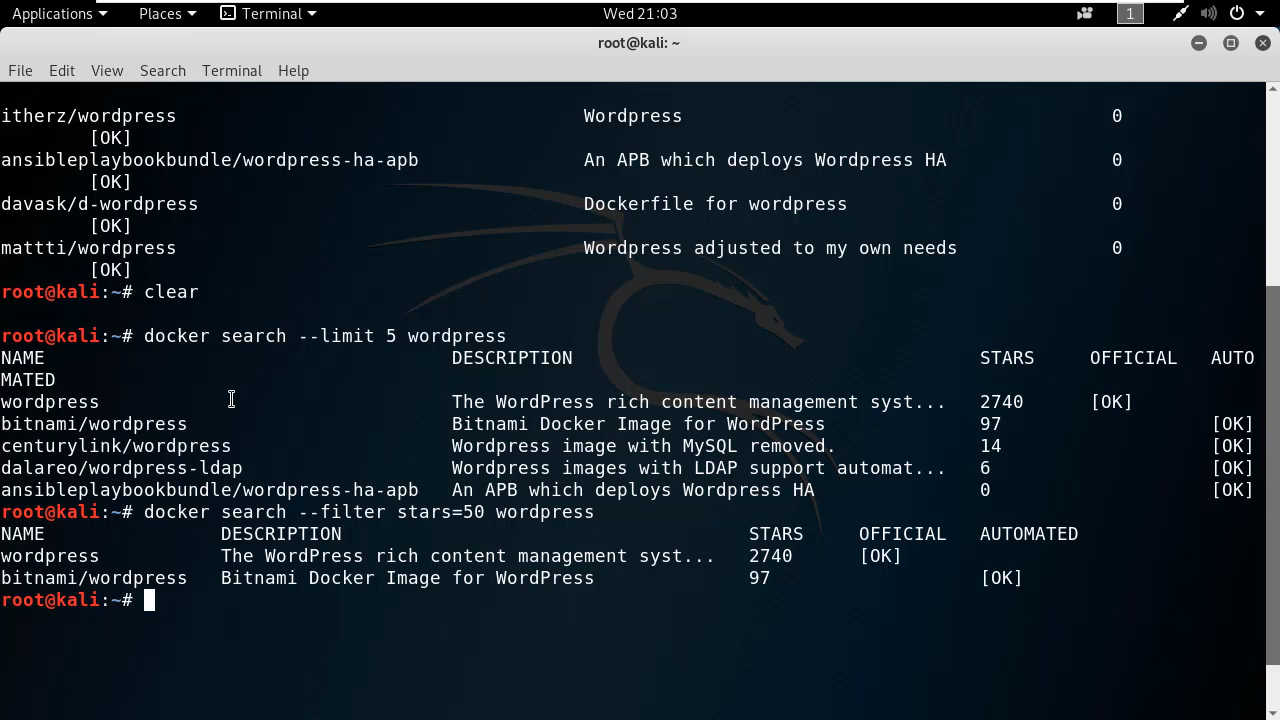 Applications Places Terminal Wed 21:03 1
root@kali: ~
File Edit View Search Terminal Help
itherz/wordpress Wordpress 0
[OK]
ansibleplaybookbundle/wordpress-ha-apb An APB which deploys Wordpress HA 0
[OK]
davask/d-wordpress Dockerfile for wordpress 0
[OK]
mattti/wordpress Wordpress adjusted to my own needs 0
[OK]
root@kali:~# clear
root@kali:~# docker search --limit 5 wordpress
NAME DESCRIPTION STARS OFFICIAL AUTO
MATED
wordpress The WordPress rich content management syst... 2740 [OK]
bitnami/wordpress Bitnami Docker Image for WordPress 97 [OK]
centurylink/wordpress Wordpress image with MySQL removed. 14 [OK]
dalareo/wordpress-ldap Wordpress images with LDAP support automat... 6 [OK]
ansibleplaybookbundle/wordpress-ha-apb An APB which deploys Wordpress HA 0 [OK]
root@kali:~# docker search --filter stars=50 wordpress
NAME DESCRIPTION STARS OFFICIAL AUTOMATED
wordpress The WordPress rich content management syst... 2740 [OK]
bitnami/wordpress Bitnami Docker Image for WordPress 97 [OK]
root@kali:~#